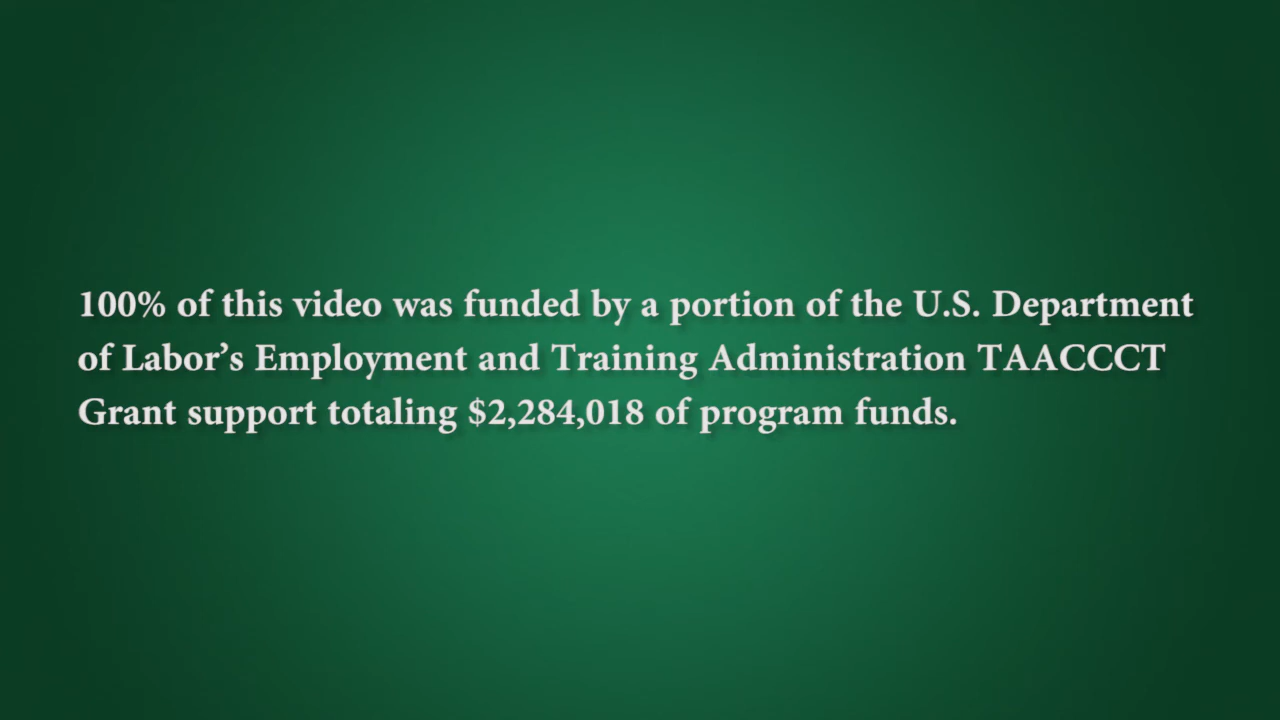 100% of this video was funded by a portion of the U.S. Department
of Labor’s Employment and Training Administration TAACCCT
Grant support totaling $2,284,018 of program funds.